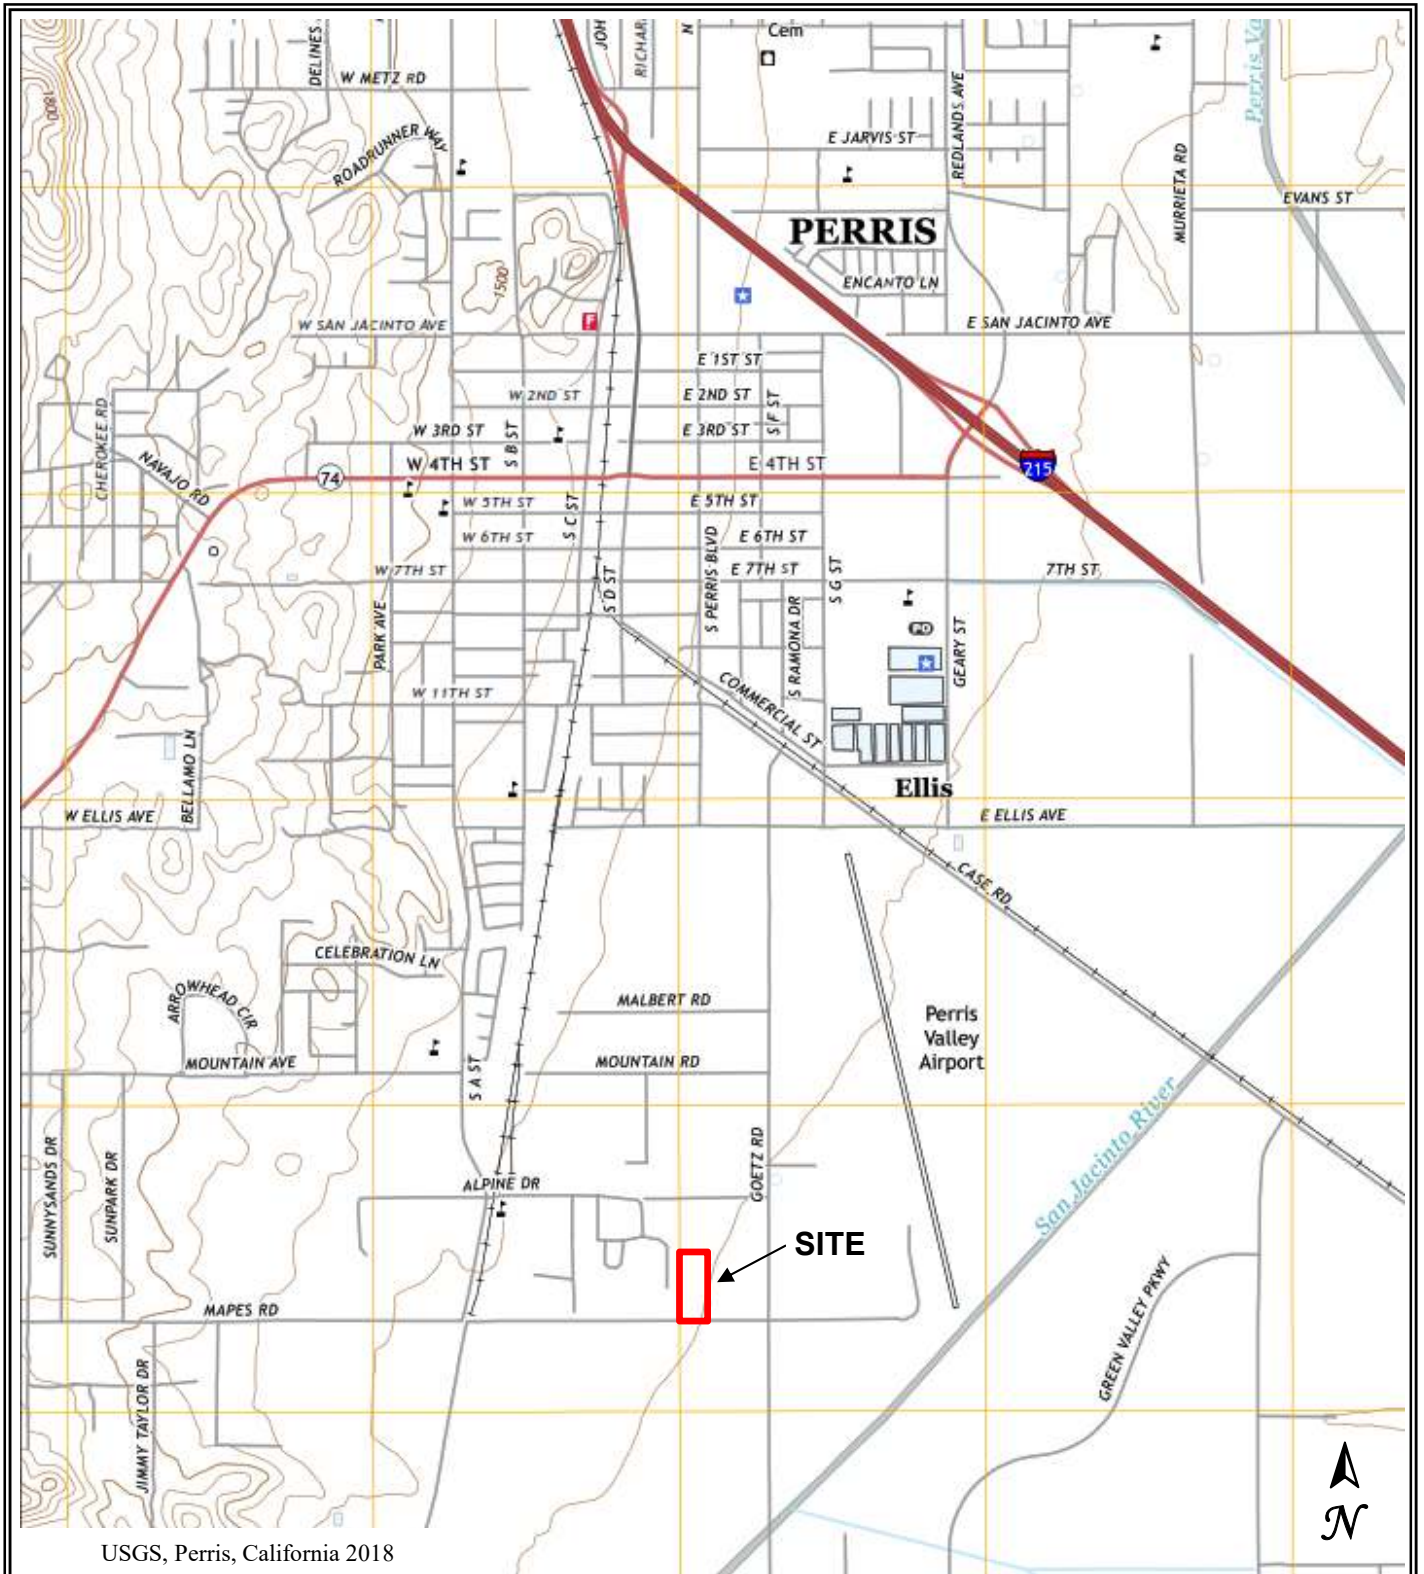 DELINES
JOH
RICHAR
N
Cem
Perris Va
W METZ RD
1800
ROADRUNNER WAY
E JARVIS ST
REDLANDS AVE
MURRIETA RD
EVANS ST
PERRIS
ENCANTO LN
1500
F
W SAN JACINTO AVE
E SAN JACINTO AVE
E 1ST ST
W 2ND ST
E 2ND ST
S F ST
CHEROKEE RD
W 3RD ST
S B ST
E 3RD ST
NAVAJO RD
74
W 4TH ST
E 4TH ST
215
W 5TH ST
S C ST
E 5TH ST
W 6TH ST
E 6TH ST
W 7TH ST
S D ST
S PERRIS BLVD
E 7TH ST
S G ST
7TH ST
PARK AVE
S RAMONA DR
PO
GEARY ST
W 11TH ST
COMMERCIAL ST
BELLAMO LN
Ellis
W ELLIS AVE
E ELLIS AVE
CASE RD
CELEBRATION LN
ARROWHEAD CIR
MALBERT RD
Perris
Valley
Airport
MOUNTAIN AVE
S A ST
MOUNTAIN RD
SUNNYSANDS DR
SUNPARK DR
GOETZ RD
San Jacinto River
ALPINE DR
SITE
MAPES RD
GREEN VALLEY PKWY
JIMMY TAYLOR DR
N
USGS, Perris, California 2018